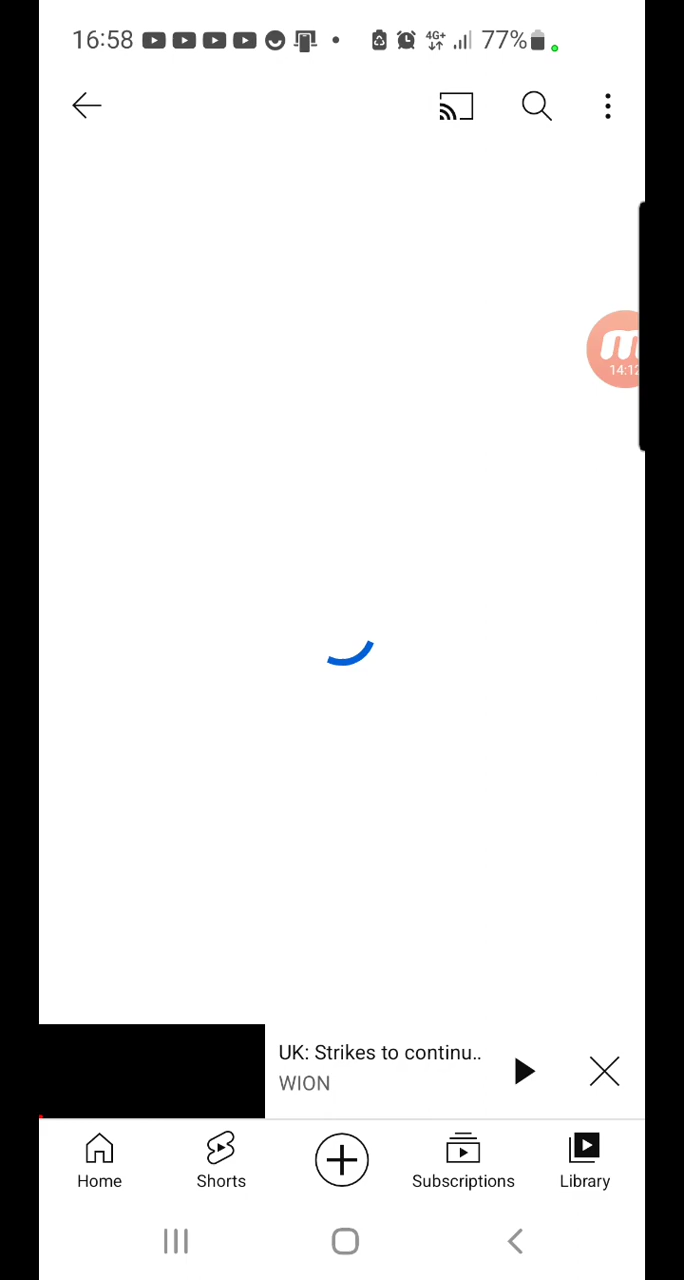 16:58 4G+ 77%
14:12
UK: Strikes to continu..
WION
Home Shorts Subscriptions Library